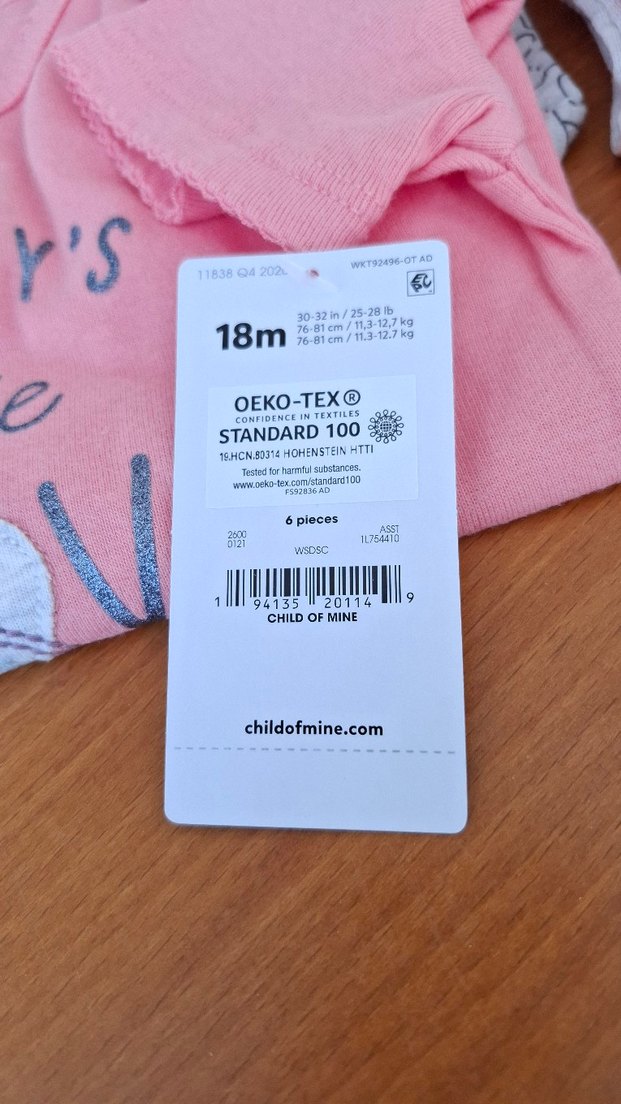 r's
e
11838 Q4 202
WKT92496-OT AD
EPC
18m
30-32 in / 25-28 lb
76-81 cm / 11,3-12,7 kg
76-81 cm / 11.3-12.7 kg
OEKO-TEX®
CONFIDENCE IN TEXTILES
STANDARD 100
19.HCN.80314 HOHENSTEIN HTTI
Tested for harmful substances.
www.oeko-tex.com/standard100
FS92836 AD
6 pieces
2600
0121
ASST
1L754410
WSDSC
1 94135 20114 9
CHILD OF MINE
childofmine.com